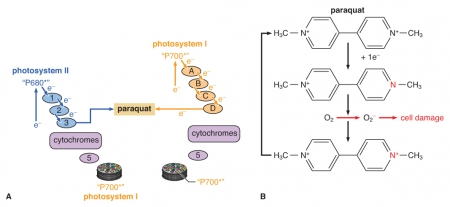 photosystem I
"P700*"
e⁻
A
e⁻
B
e⁻
C
e⁻
e⁻
D
e⁻
photosystem II
"P680*"
e⁻
1
e⁻
2
e⁻
e⁻
3
paraquat
cytochromes
5
cytochromes
5
"P700*"
photosystem I
"P700*"
A
paraquat
H₃C N⁺ N⁺ CH₃
+ 1e⁻
H₃C N⁺ N CH₃
O₂ O₂⁻ cell damage
H₃C N⁺ N⁺ CH₃
B